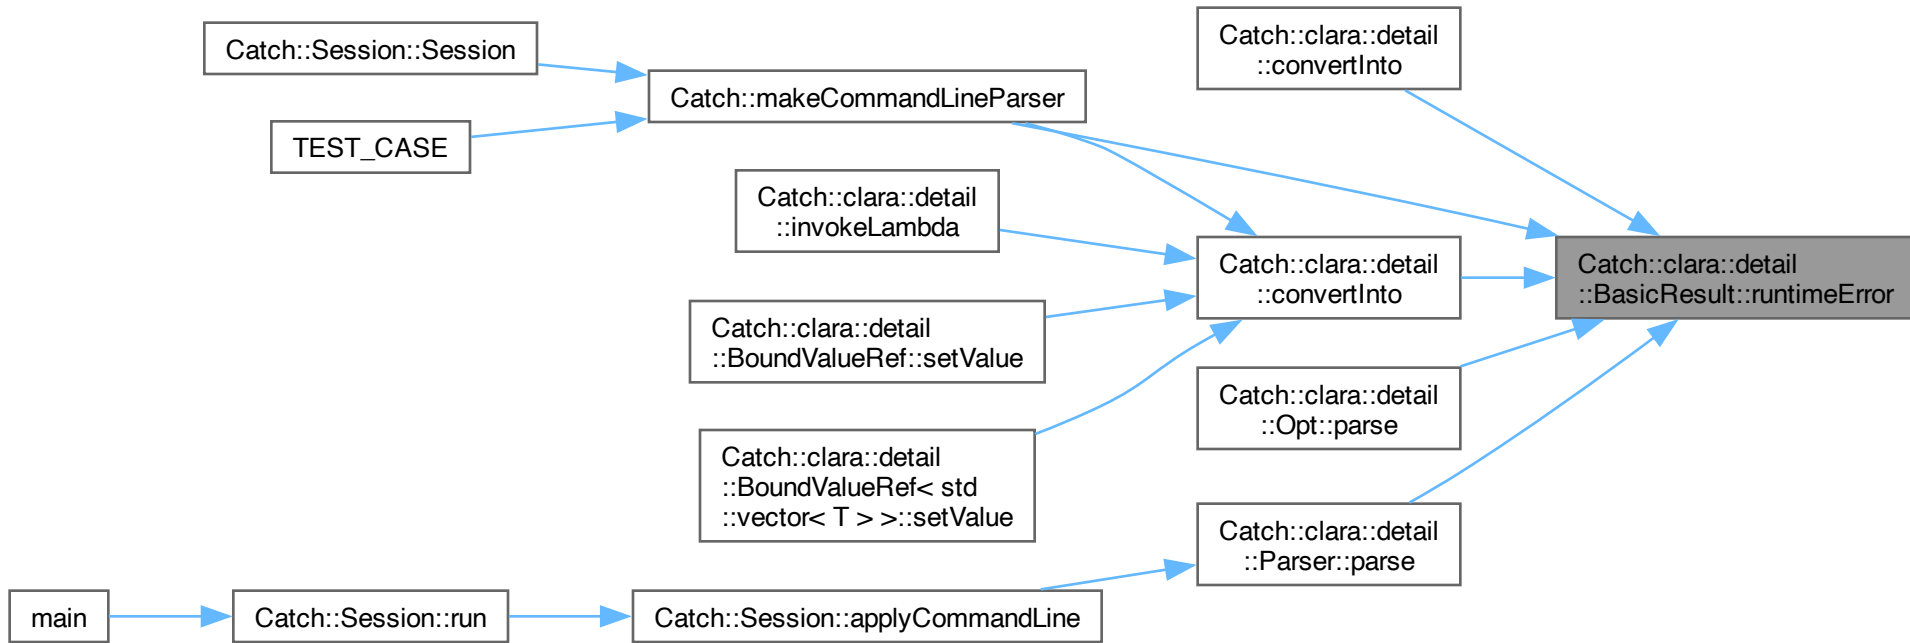 Catch::Session::Session
TEST_CASE
Catch::makeCommandLineParser
Catch::clara::detail
::invokeLambda
Catch::clara::detail
::BoundValueRef::setValue
Catch::clara::detail
::BoundValueRef< std
::vector< T > >::setValue
main
Catch::Session::run
Catch::Session::applyCommandLine
Catch::clara::detail
::convertInto
Catch::clara::detail
::convertInto
Catch::clara::detail
::Opt::parse
Catch::clara::detail
::Parser::parse
Catch::clara::detail
::BasicResult::runtimeError